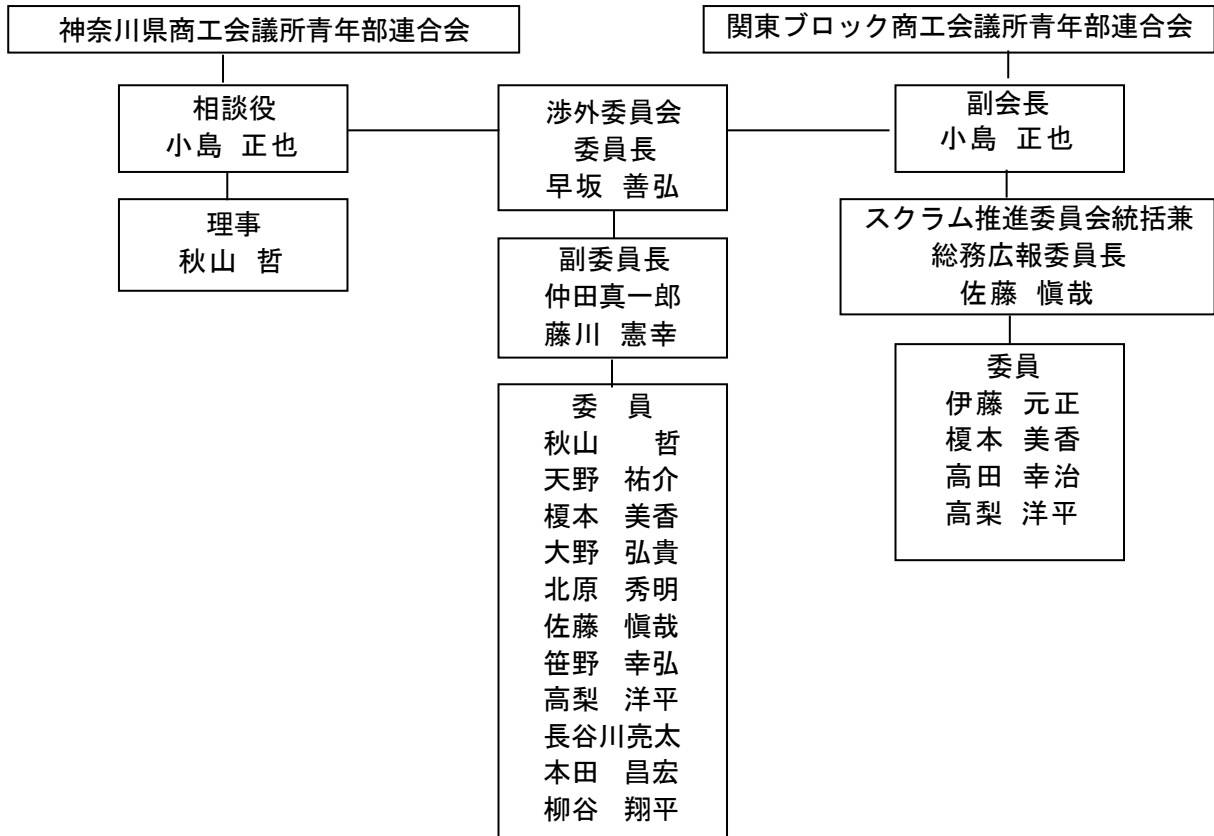 神奈川県商工会議所青年部連合会
関東ブロック商工会議所青年部連合会
相談役
小島 正也
理事
秋山 哲
渉外委員会
委員長
早坂 善弘
副委員長
仲田真一郎
藤川 憲幸
委 員
秋山 哲
天野 祐介
榎本 美香
大野 弘貴
北原 秀明
佐藤 愼哉
笹野 幸弘
高梨 洋平
長谷川亮太
本田 昌宏
柳谷 翔平
副会長
小島 正也
スクラム推進委員会統括兼
総務広報委員長
佐藤 愼哉
委員
伊藤 元正
榎本 美香
高田 幸治
高梨 洋平